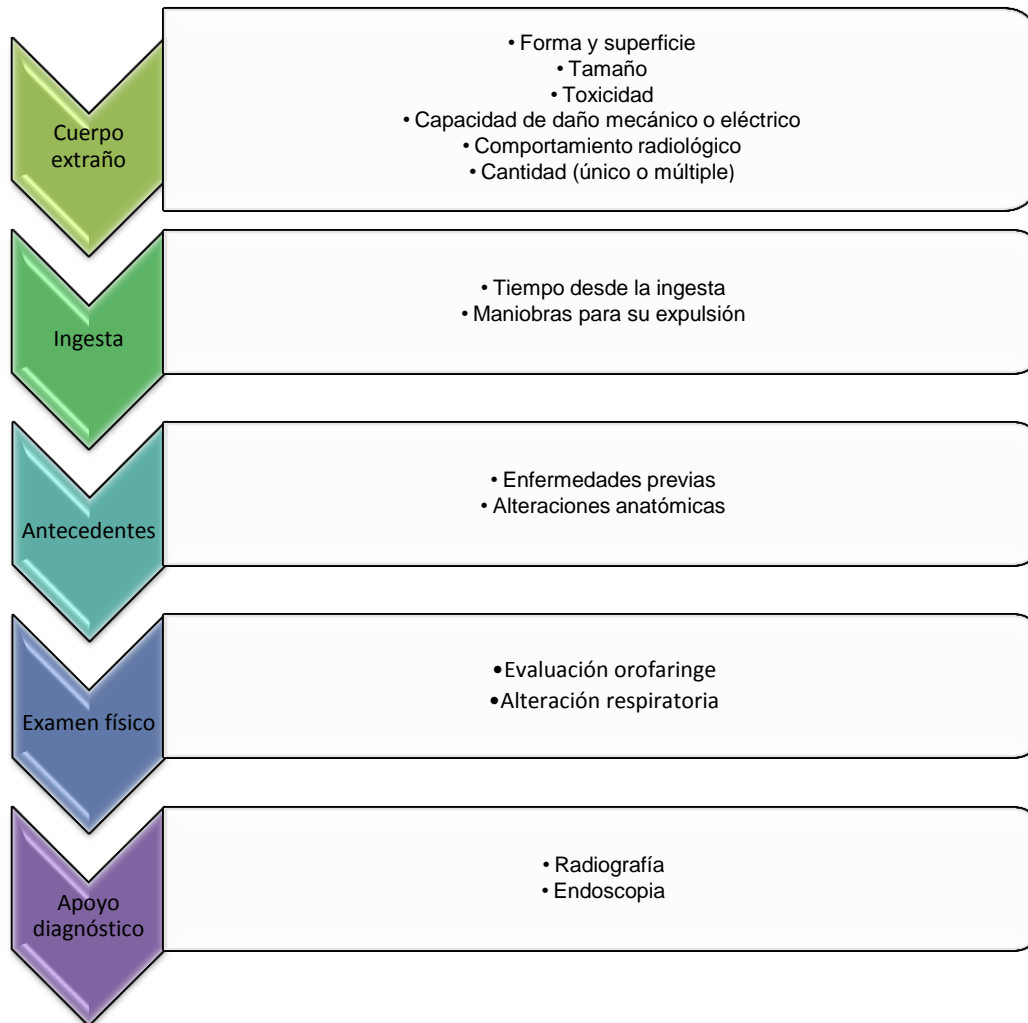 Cuerpo
extraño
• Forma y superficie
• Tamaño
• Toxicidad
• Capacidad de daño mecánico o eléctrico
• Comportamiento radiológico
• Cantidad (único o múltiple)
Ingesta
• Tiempo desde la ingesta
• Maniobras para su expulsión
Antecedentes
• Enfermedades previas
• Alteraciones anatómicas
Examen físico
•Evaluación orofaringe
•Alteración respiratoria
Apoyo
diagnóstico
• Radiografía
• Endoscopia